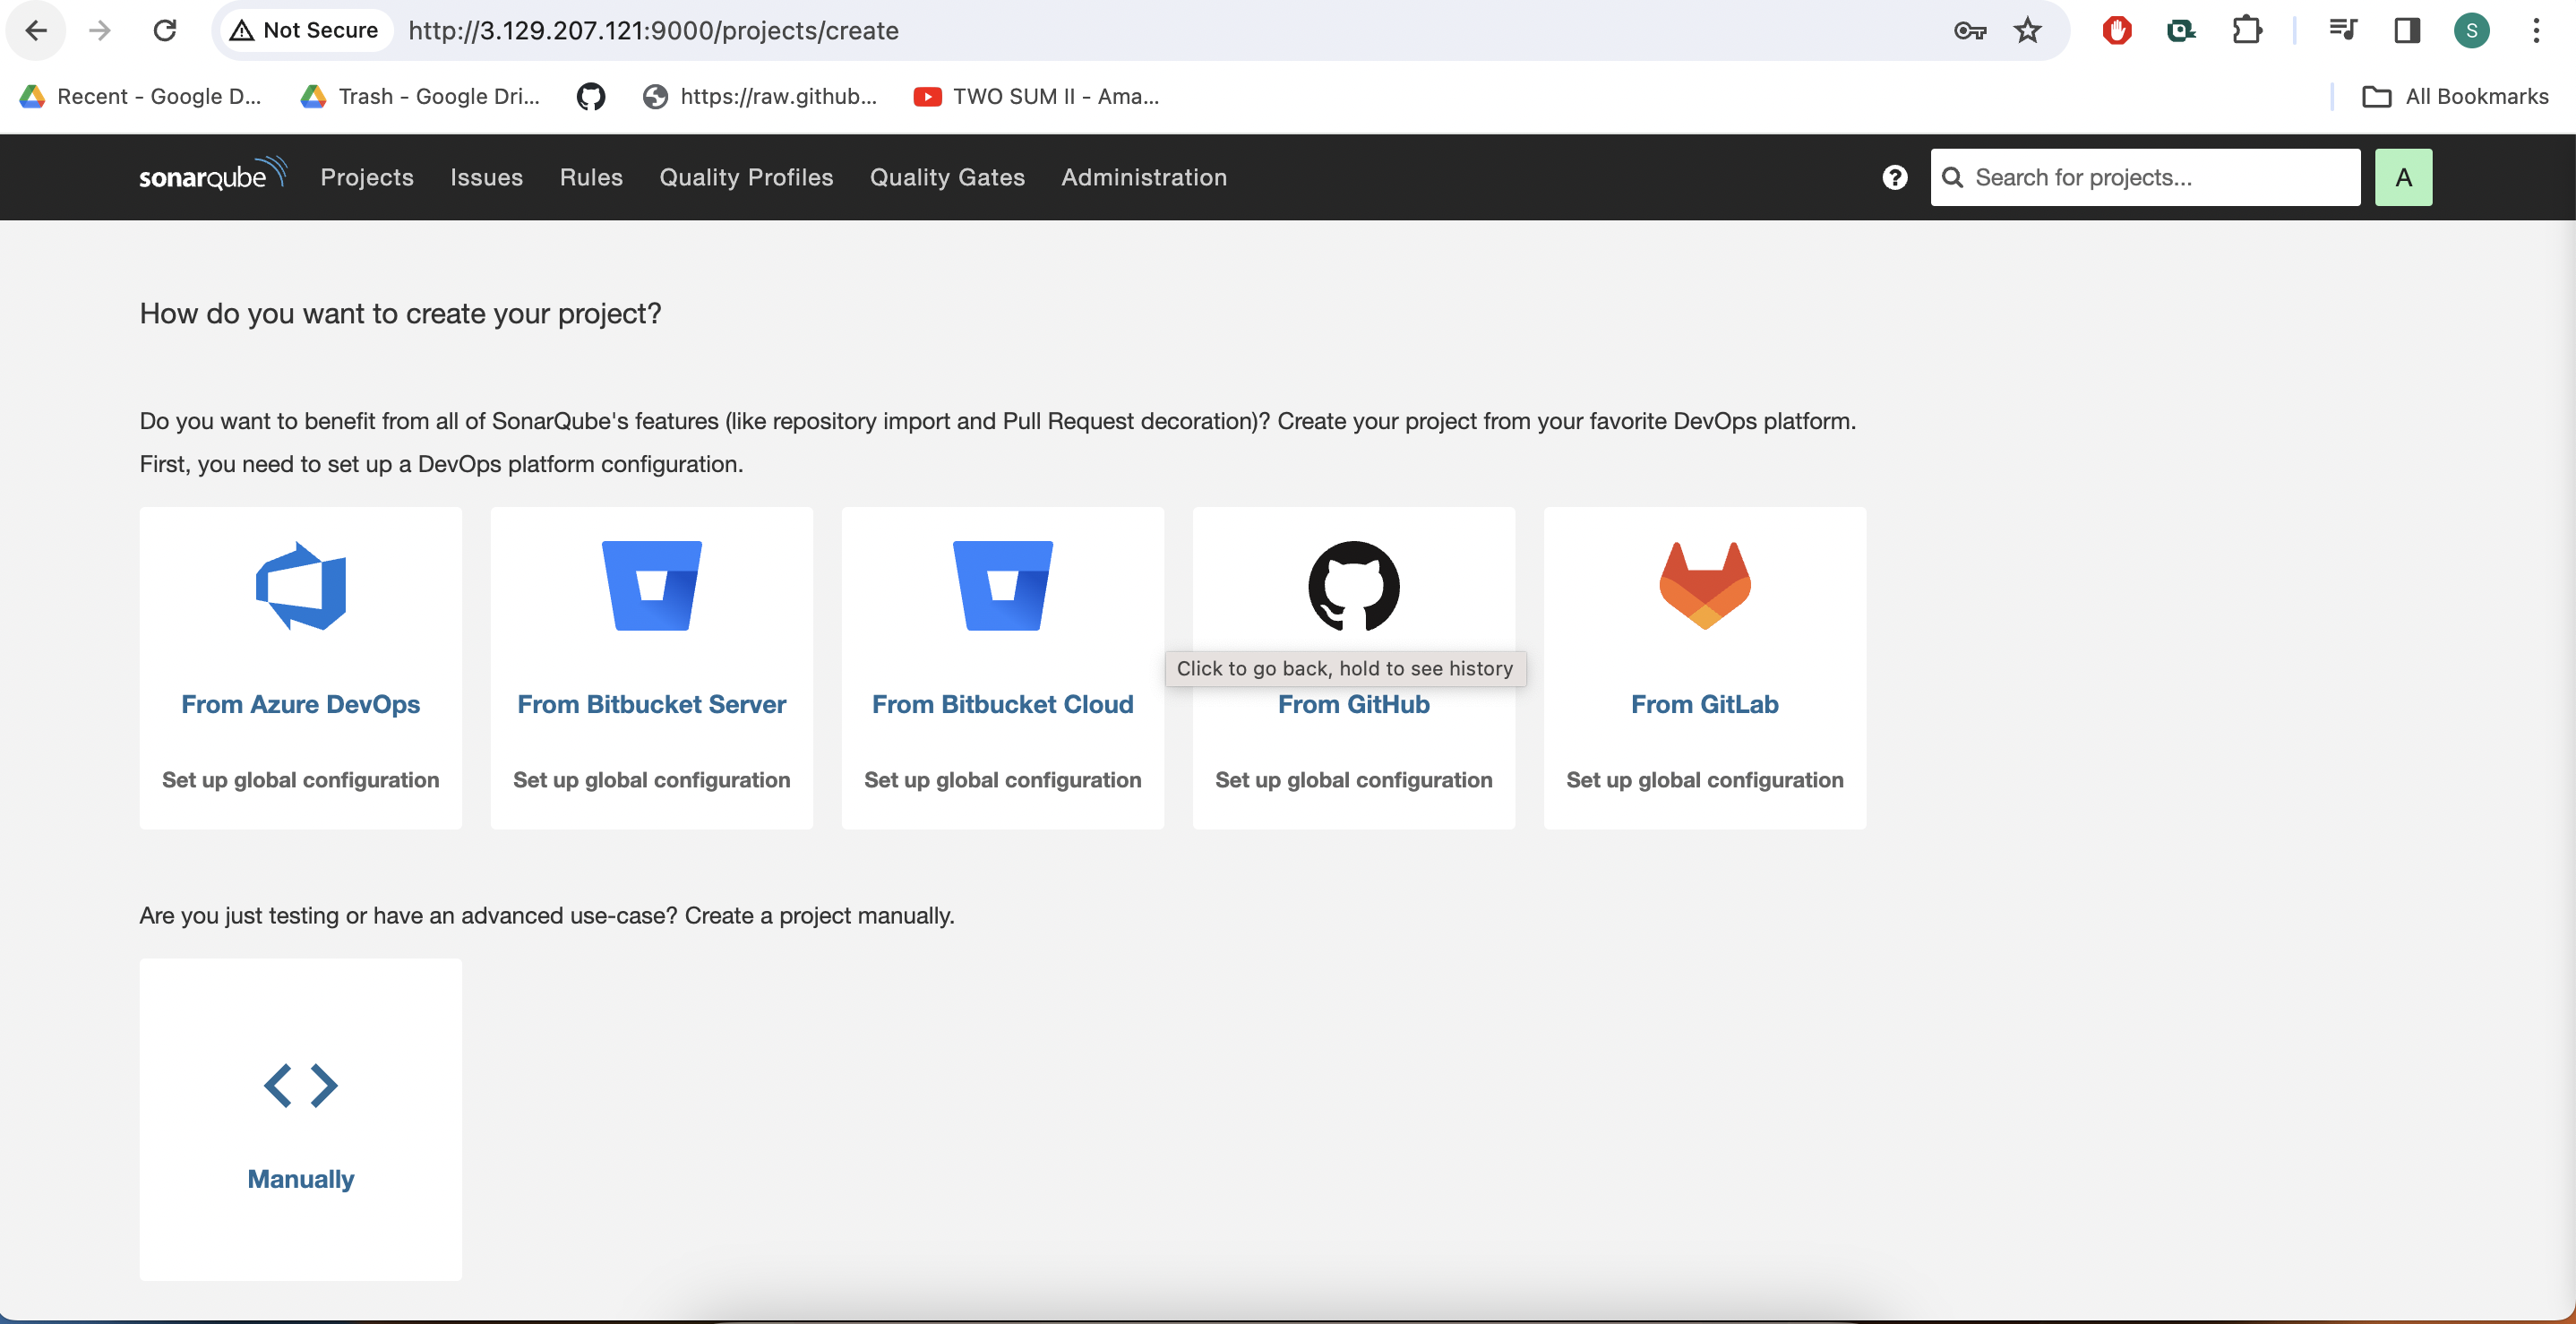 Not Secure http://3.129.207.121:9000/projects/create S
Recent - Google D... Trash - Google Dri... https://raw.github... TWO SUM II - Ama... All Bookmarks
sonarqube Projects Issues Rules Quality Profiles Quality Gates Administration ? Search for projects... A
How do you want to create your project?
Do you want to benefit from all of SonarQube's features (like repository import and Pull Request decoration)? Create your project from your favorite DevOps platform.
First, you need to set up a DevOps platform configuration.
Click to go back, hold to see history
From Azure DevOps From Bitbucket Server From Bitbucket Cloud From GitHub From GitLab
Set up global configuration Set up global configuration Set up global configuration Set up global configuration Set up global configuration
Are you just testing or have an advanced use-case? Create a project manually.
Manually